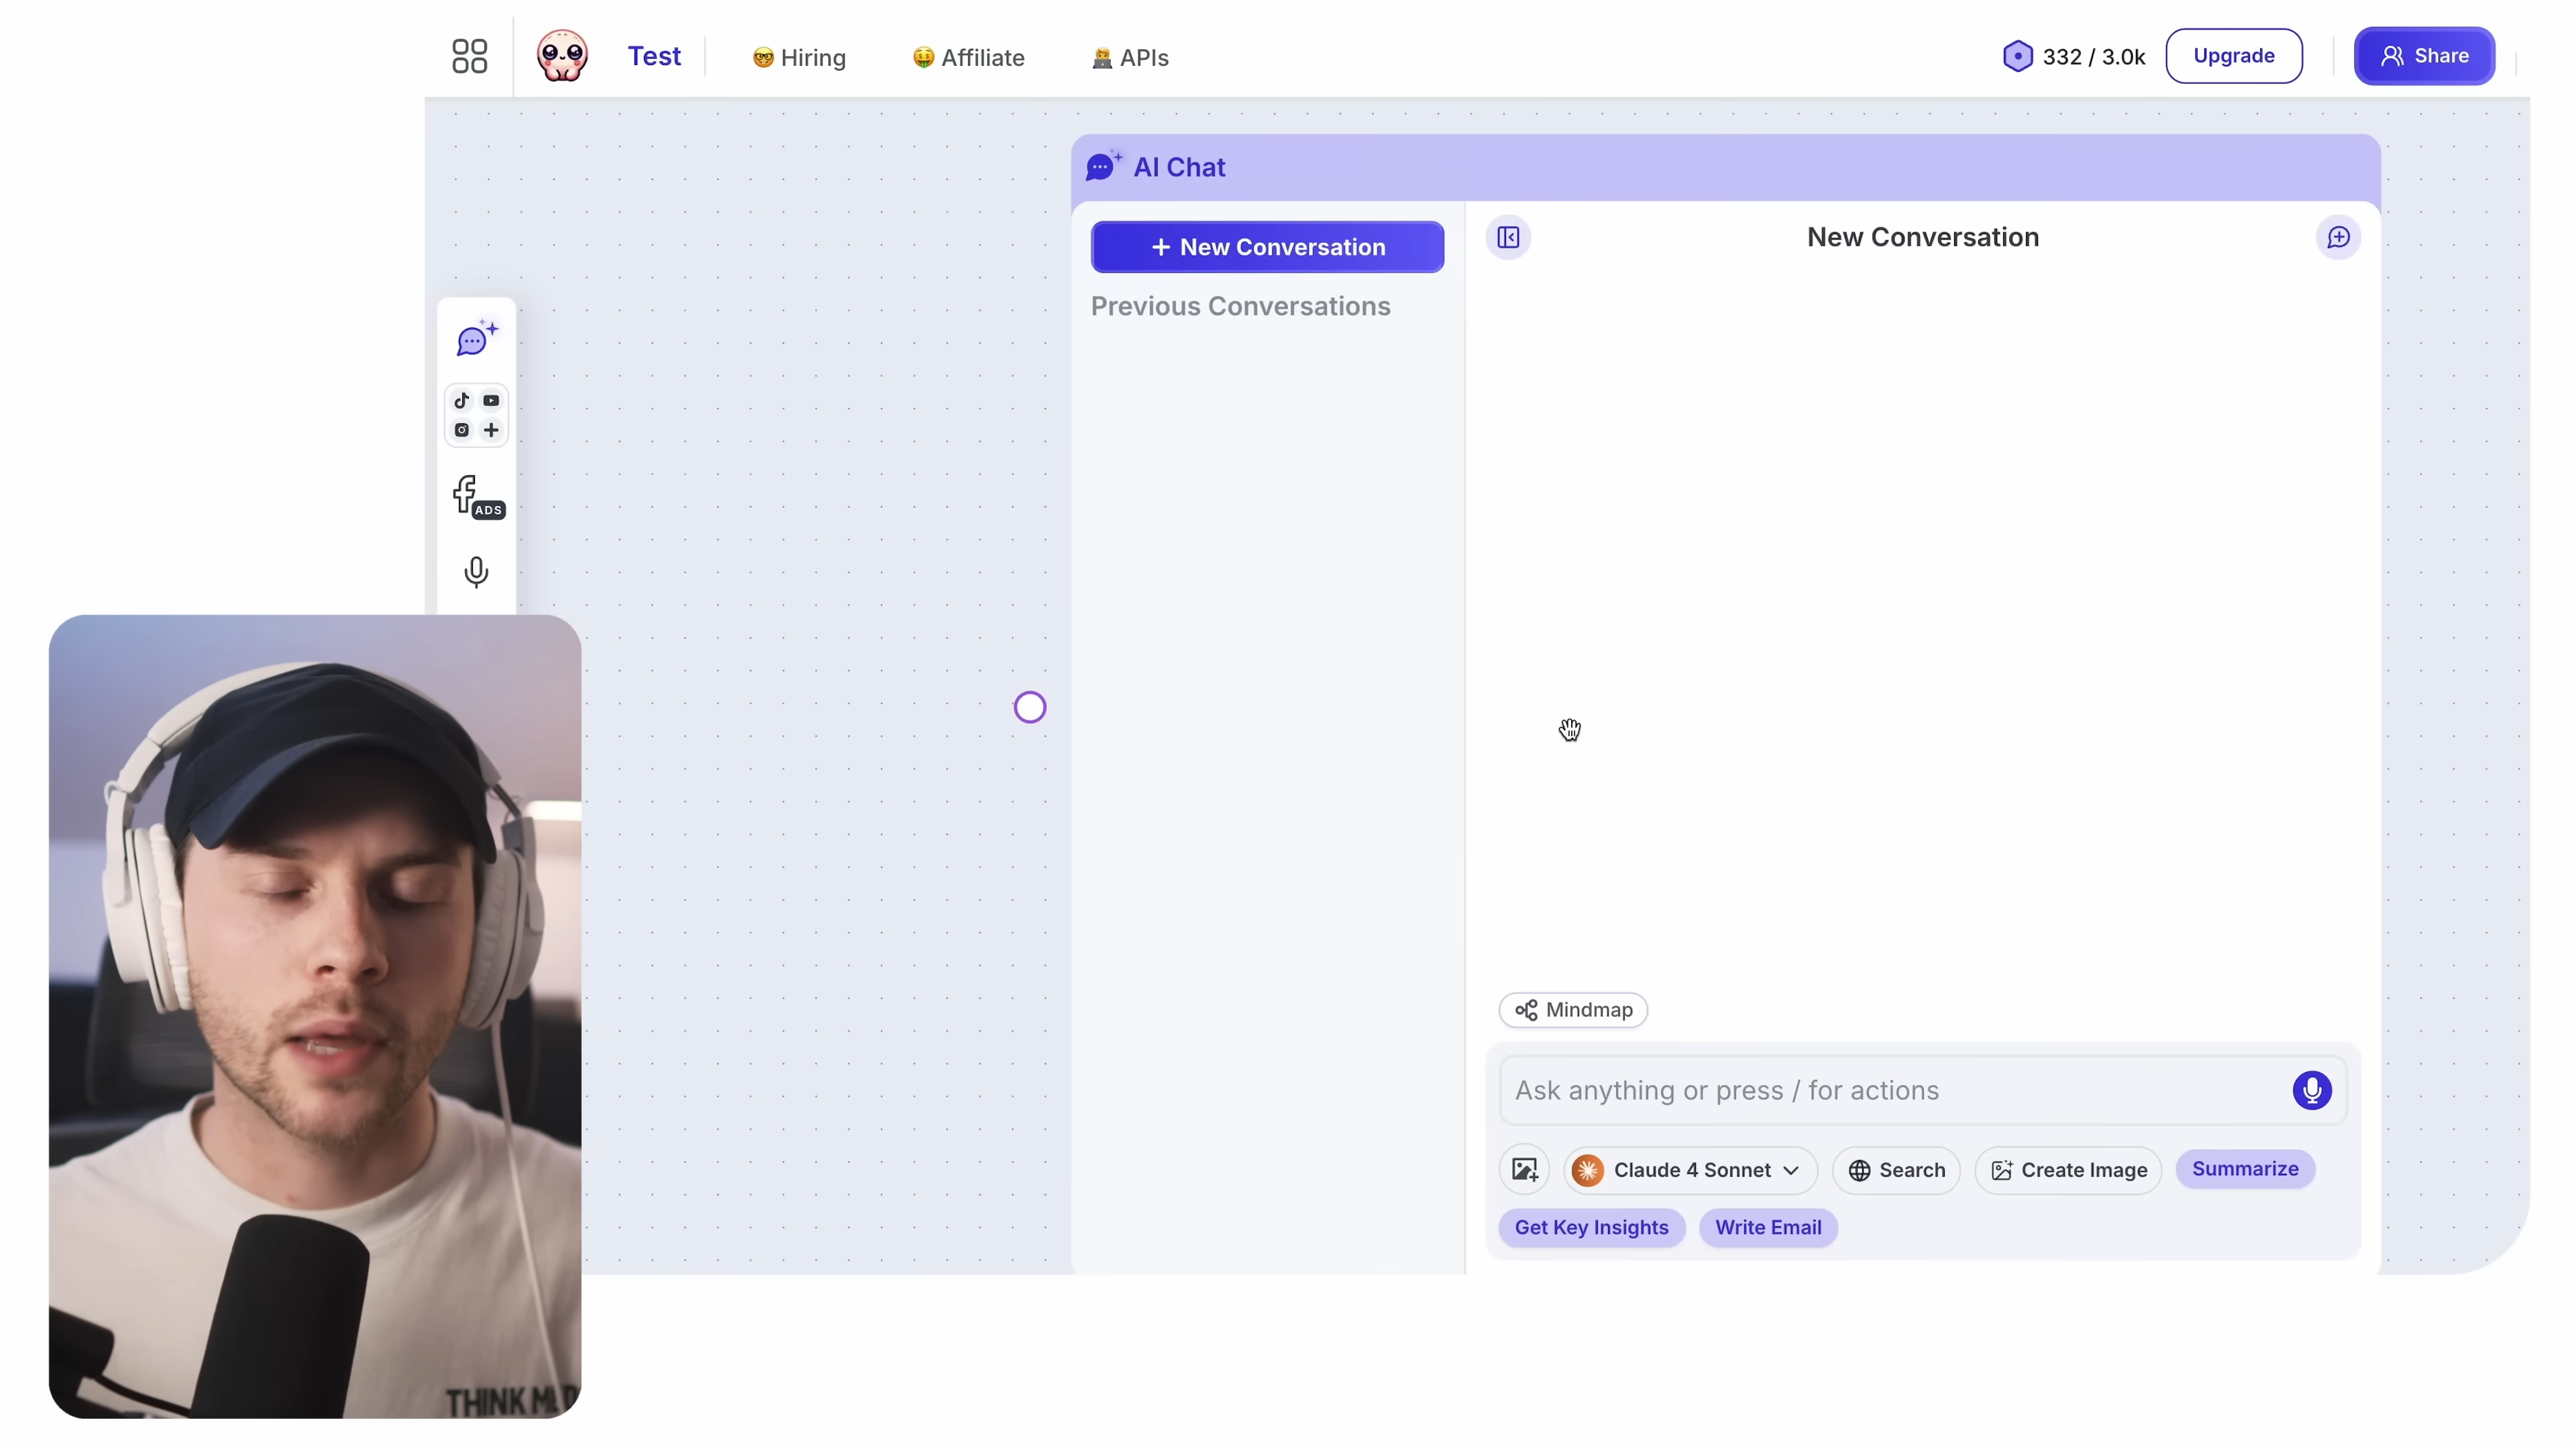 Test
Hiring
Affiliate
APIs
332 / 3.0k
Upgrade
Share
AI Chat
+ New Conversation
New Conversation
Previous Conversations
ADS
Mindmap
Ask anything or press / for actions
Claude 4 Sonnet
Search
Create Image
Summarize
Get Key Insights
Write Email
THINK